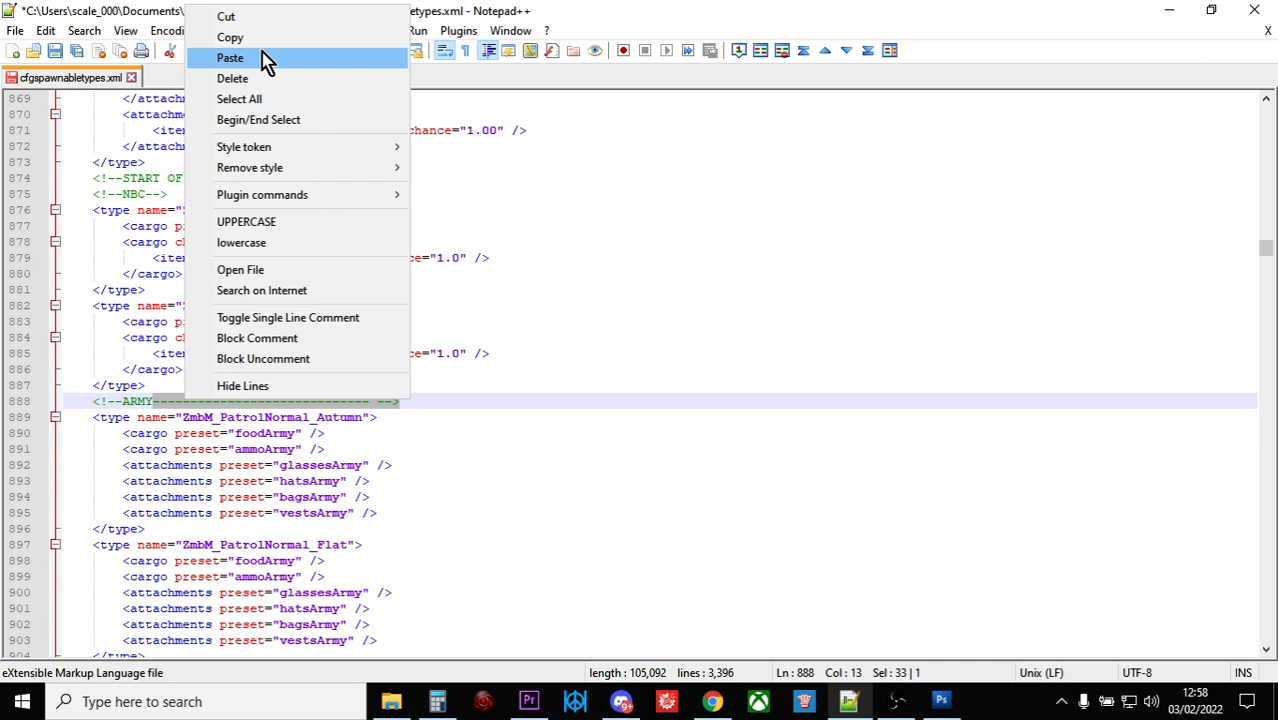 *C:\Users\scale_000\Documents\
etypes.xml - Notepad++
File Edit Search View Encodi
Run Plugins Window ? X
cfgspawnabletypes.xml
Cut
Copy
Paste
Delete
Select All
Begin/End Select
Style token
Remove style
Plugin commands
UPPERCASE
lowercase
Open File
Search on Internet
Toggle Single Line Comment
Block Comment
Block Uncomment
Hide Lines
869 </attachm
870 <attachme
871 <ite chance="1.00" />
872 </attachm
873 </type>
874 <!--START OF
875 <!--NBC-->
876 <type name="
877 <cargo p
878 <cargo ch
879 <ite ce="1.0" />
880 </cargo>
881 </type>
882 <type name="
883 <cargo p
884 <cargo ch
885 <ite ce="1.0" />
886 </cargo>
887 </type>
888 <!--ARMY----------------------------- -->
889 <type name="ZmbM_PatrolNormal_Autumn">
890 <cargo preset="foodArmy" />
891 <cargo preset="ammoArmy" />
892 <attachments preset="glassesArmy" />
893 <attachments preset="hatsArmy" />
894 <attachments preset="bagsArmy" />
895 <attachments preset="vestsArmy" />
896 </type>
897 <type name="ZmbM_PatrolNormal_Flat">
898 <cargo preset="foodArmy" />
899 <cargo preset="ammoArmy" />
900 <attachments preset="glassesArmy" />
901 <attachments preset="hatsArmy" />
902 <attachments preset="bagsArmy" />
903 <attachments preset="vestsArmy" />
904 </type>
eXtensible Markup Language file length : 105,092 lines : 3,396 Ln : 888 Col : 13 Sel : 33 | 1 Unix (LF) UTF-8 INS
Type here to search
12:58
03/02/2022